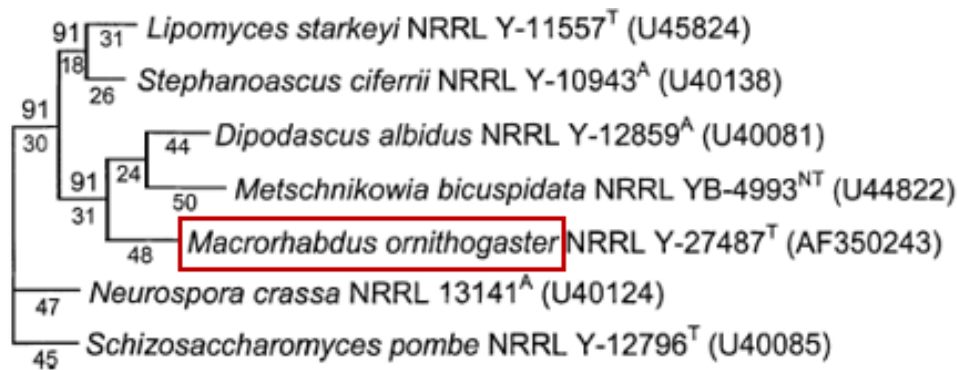 91 31 Lipomyces starkeyi NRRL Y-11557ᵀ (U45824)
18
26 Stephanoascus ciferrii NRRL Y-10943ᴬ (U40138)
91
30
44 Dipodascus albidus NRRL Y-12859ᴬ (U40081)
91 24
31
50 Metschnikowia bicuspidata NRRL YB-4993ᴺᵀ (U44822)
48 Macrorhabdus ornithogaster NRRL Y-27487ᵀ (AF350243)
47 Neurospora crassa NRRL 13141ᴬ (U40124)
45 Schizosaccharomyces pombe NRRL Y-12796ᵀ (U40085)